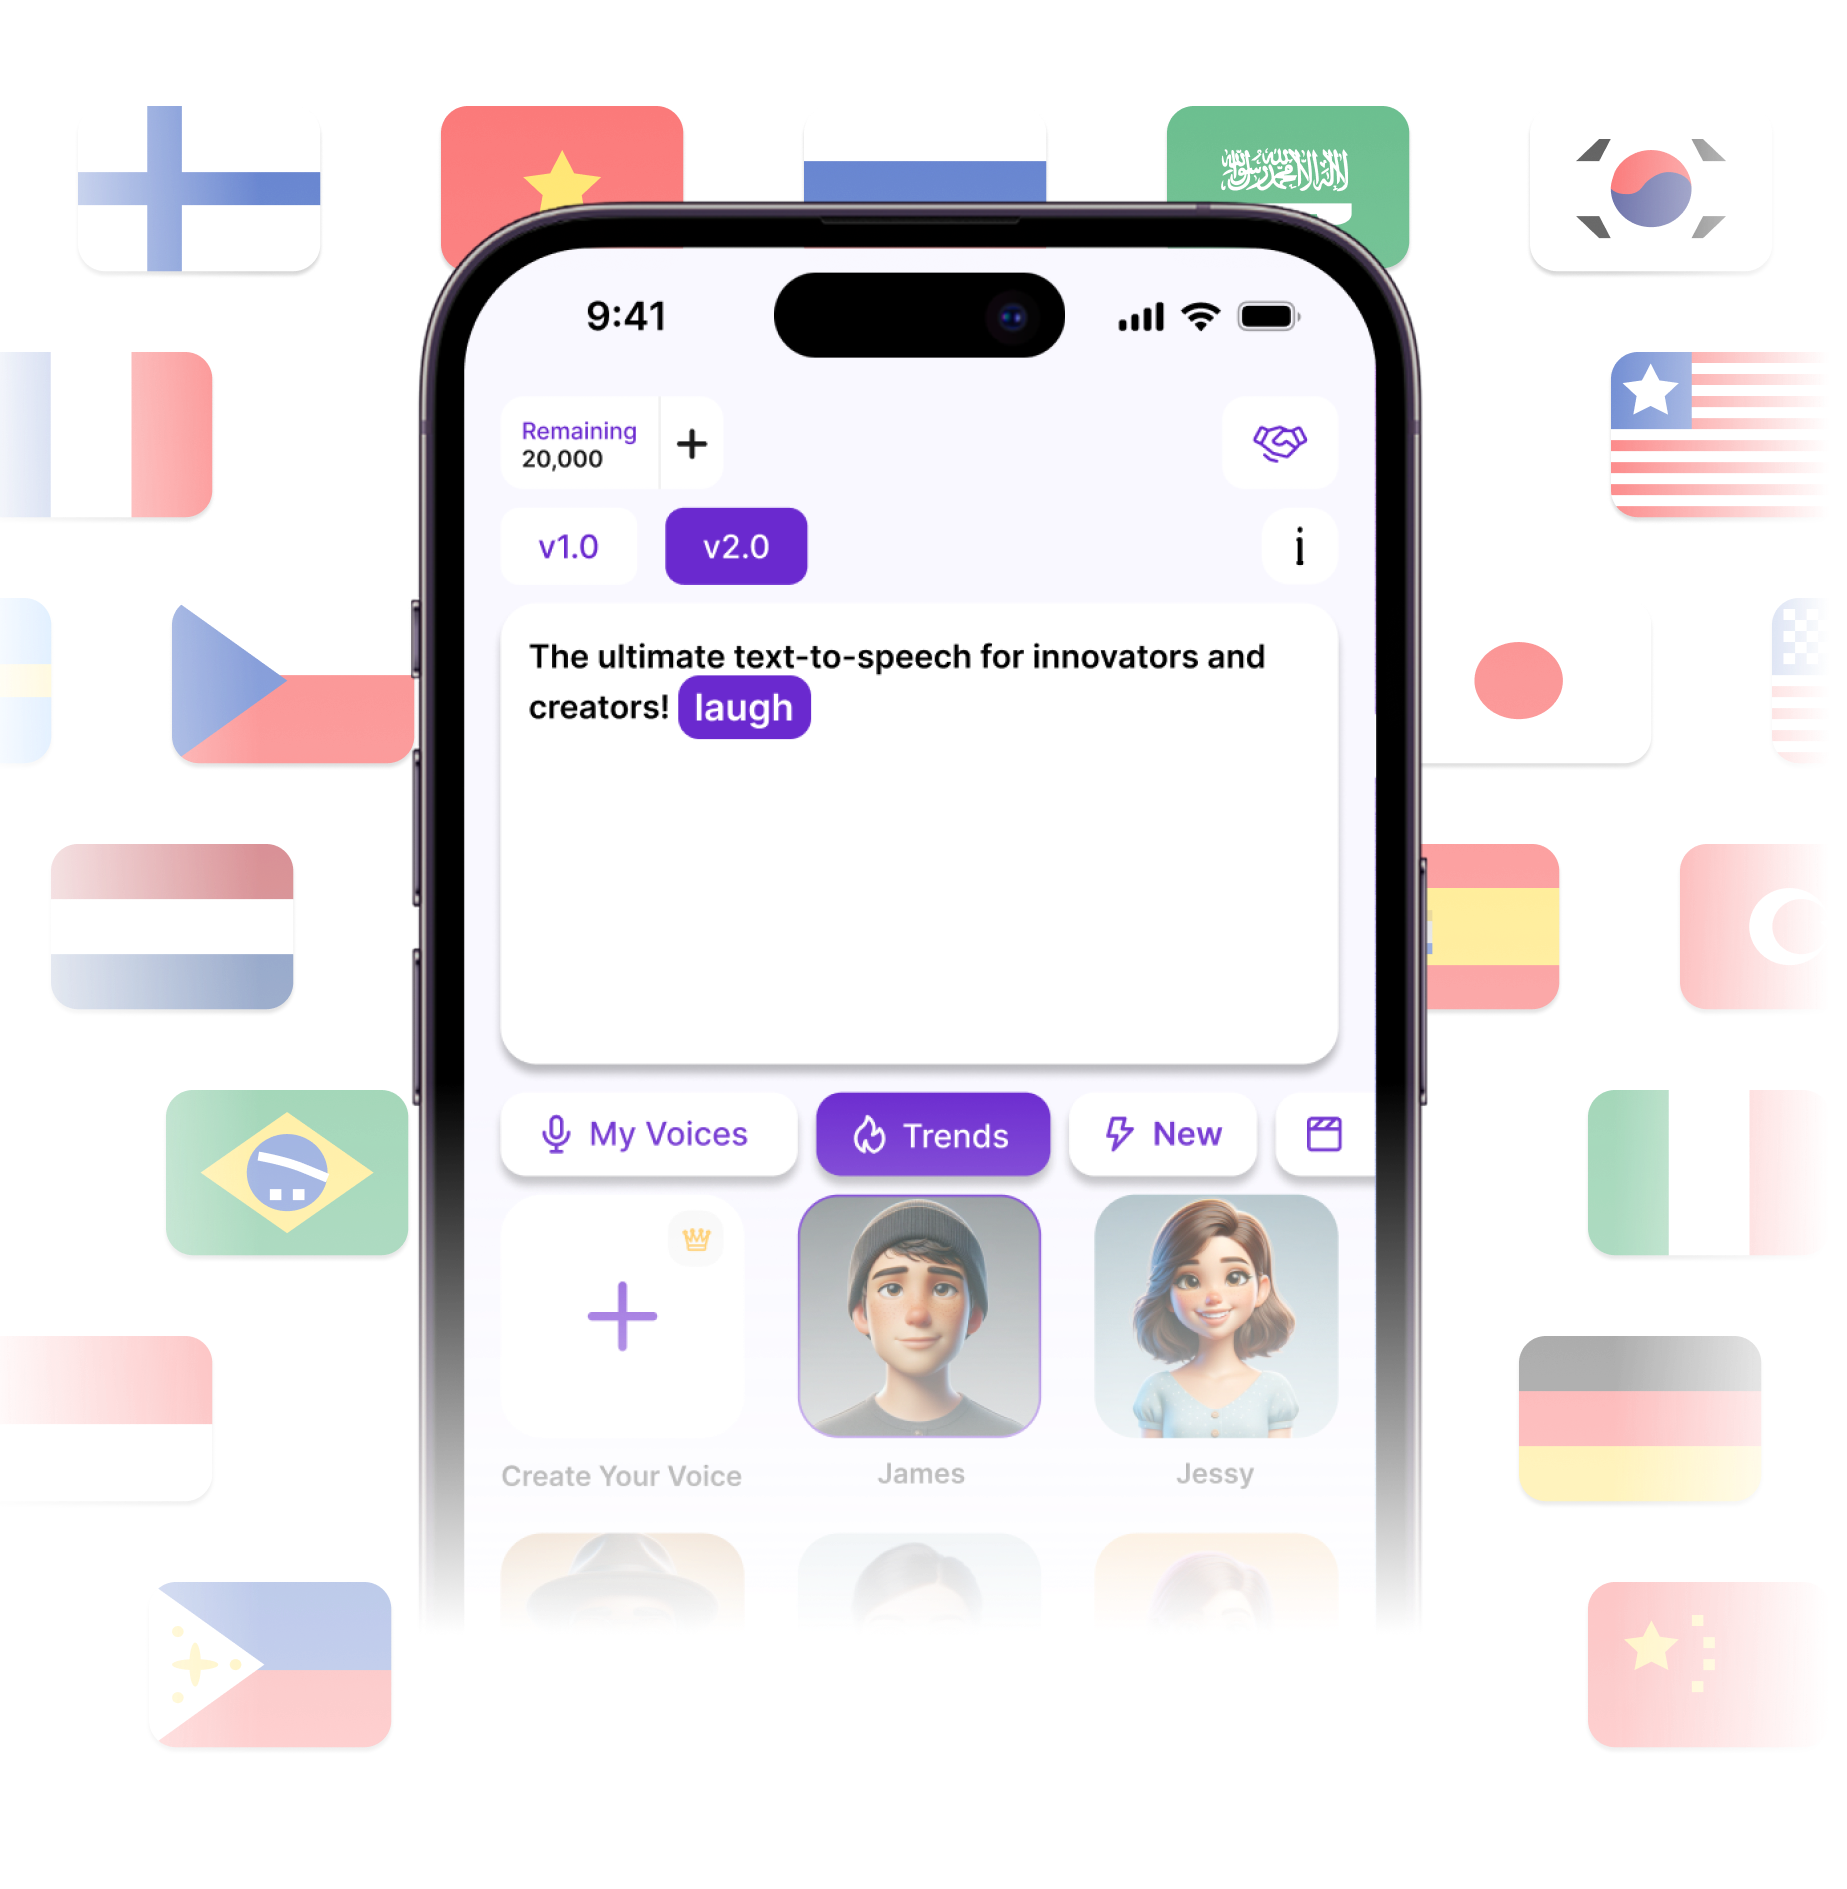 لا إله إلا الله محمد رسول الله
9:41
Remaining
20,000
v1.0
v2.0
i
The ultimate text-to-speech for innovators and
creators! laugh
My Voices
Trends
New
Create Your Voice
James
Jessy